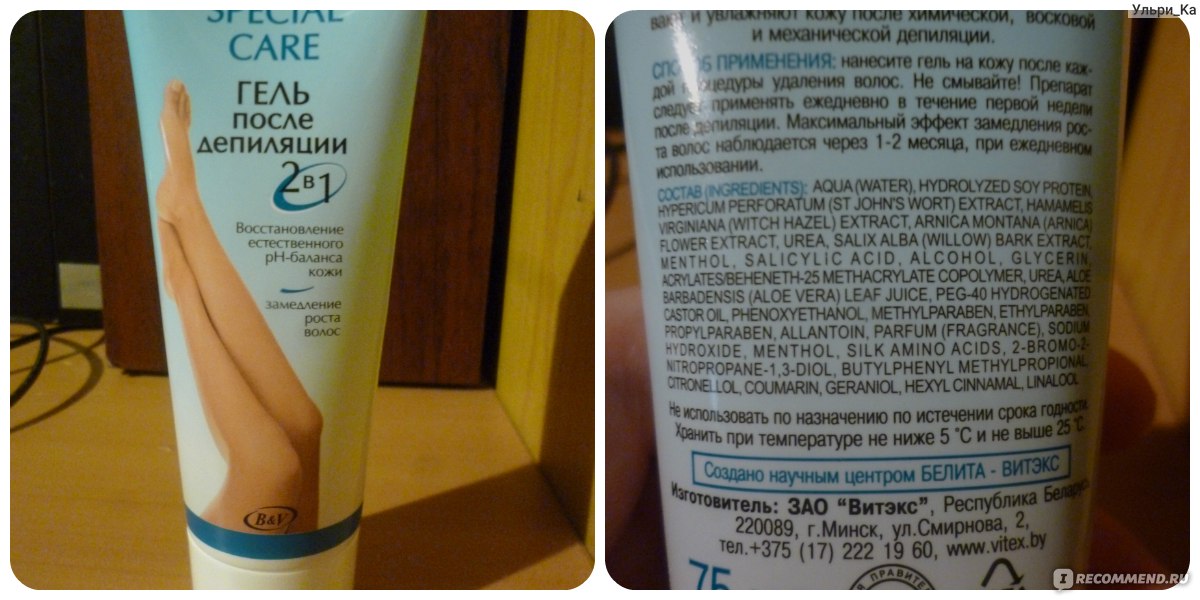 SPECIAL
CARE
ГЕЛЬ
после
депиляции
2 в 1
Восстановление
естественного
pH-баланса
кожи
замедление
роста
волос
B&V
Ульри_Ка
вают и увлажняют кожу после химической, восковой
и механической депиляции.
СПОСОБ ПРИМЕНЕНИЯ: нанесите гель на кожу после каж-
дой процедуры удаления волос. Не смывайте! Препарат
следует применять ежедневно в течение первой недели
после депиляции. Максимальный эффект замедления рос-
та волос наблюдается через 1-2 месяца, при ежедневном
использовании.
СОСТАВ (INGREDIENTS): AQUA (WATER), HYDROLYZED SOY PROTEIN,
HYPERICUM PERFORATUM (ST JOHN'S WORT) EXTRACT, HAMAMELIS
VIRGINIANA (WITCH HAZEL) EXTRACT, ARNICA MONTANA (ARNICA)
FLOWER EXTRACT, UREA, SALIX ALBA (WILLOW) BARK EXTRACT,
MENTHOL, SALICYLIC ACID, ALCOHOL, GLYCERIN,
ACRYLATES/BEHENETH-25 METHACRYLATE COPOLYMER, UREA, ALOE
BARBADENSIS (ALOE VERA) LEAF JUICE, PEG-40 HYDROGENATED
CASTOR OIL, PHENOXYETHANOL, METHYLPARABEN, ETHYLPARABEN,
PROPYLPARABEN, ALLANTOIN, PARFUM (FRAGRANCE), SODIUM
HYDROXIDE, MENTHOL, SILK AMINO ACIDS, 2-BROMO-2-
NITROPROPANE-1,3-DIOL, BUTYLPHENYL METHYLPROPIONAL,
CITRONELLOL, COUMARIN, GERANIOL, HEXYL CINNAMAL, LINALOOL
Не использовать по назначению по истечении срока годности.
Хранить при температуре не ниже 5 °C и не выше 25 °C.
Создано научным центром БЕЛИТА - ВИТЭКС
Изготовитель: ЗАО "Витэкс", Республика Беларусь
220089, г.Минск, ул.Смирнова, 2,
тел.+375 (17) 222 19 60, www.vitex.by
75
IRECOMMEND.RU